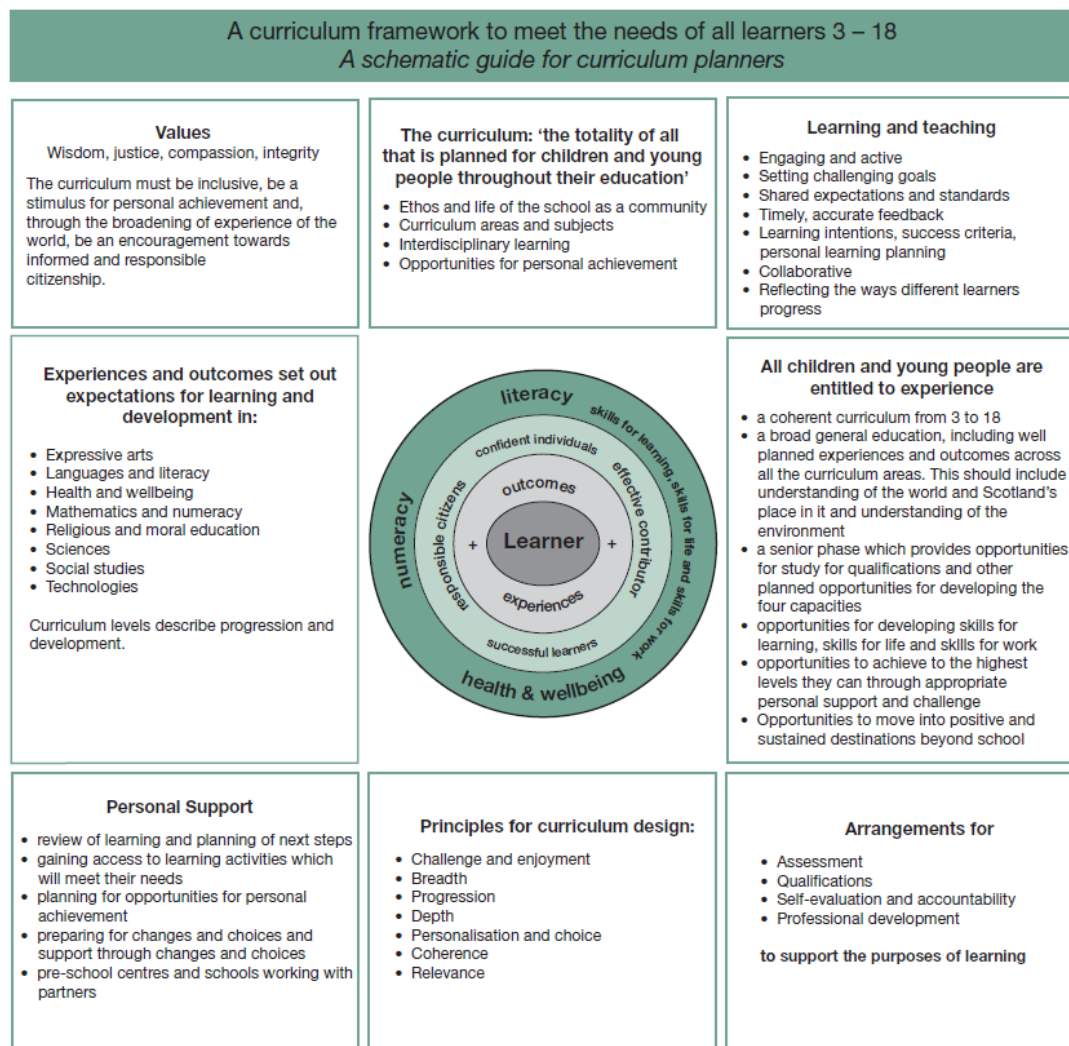 A curriculum framework to meet the needs of all learners 3 – 18
A schematic guide for curriculum planners
Values
Wisdom, justice, compassion, integrity
The curriculum must be inclusive, be a
stimulus for personal achievement and,
through the broadening of experience of the
world, be an encouragement towards
informed and responsible
citizenship.
The curriculum: ‘the totality of all
that is planned for children and young
people throughout their education’
• Ethos and life of the school as a community
• Curriculum areas and subjects
• Interdisciplinary learning
• Opportunities for personal achievement
Learning and teaching
• Engaging and active
• Setting challenging goals
• Shared expectations and standards
• Timely, accurate feedback
• Learning intentions, success criteria,
personal learning planning
• Collaborative
• Reflecting the ways different learners
progress
Experiences and outcomes set out
expectations for learning and
development in:
• Expressive arts
• Languages and literacy
• Health and wellbeing
• Mathematics and numeracy
• Religious and moral education
• Sciences
• Social studies
• Technologies
Curriculum levels describe progression and
development.
literacy
skills for learning, skills for life and skills for work
numeracy
health & wellbeing
confident individuals
effective contributor
responsible citizens
successful learners
outcomes
+ Learner +
experiences
All children and young people are
entitled to experience
• a coherent curriculum from 3 to 18
• a broad general education, including well
planned experiences and outcomes across
all the curriculum areas. This should include
understanding of the world and Scotland’s
place in it and understanding of the
environment
• a senior phase which provides opportunities
for study for qualifications and other
planned opportunities for developing the
four capacities
• opportunities for developing skills for
learning, skills for life and skills for work
• opportunities to achieve to the highest
levels they can through appropriate
personal support and challenge
• Opportunities to move into positive and
sustained destinations beyond school
Personal Support
• review of learning and planning of next steps
• gaining access to learning activities which
will meet their needs
• planning for opportunities for personal
achievement
• preparing for changes and choices and
support through changes and choices
• pre-school centres and schools working with
partners
Principles for curriculum design:
• Challenge and enjoyment
• Breadth
• Progression
• Depth
• Personalisation and choice
• Coherence
• Relevance
Arrangements for
• Assessment
• Qualifications
• Self-evaluation and accountability
• Professional development
to support the purposes of learning